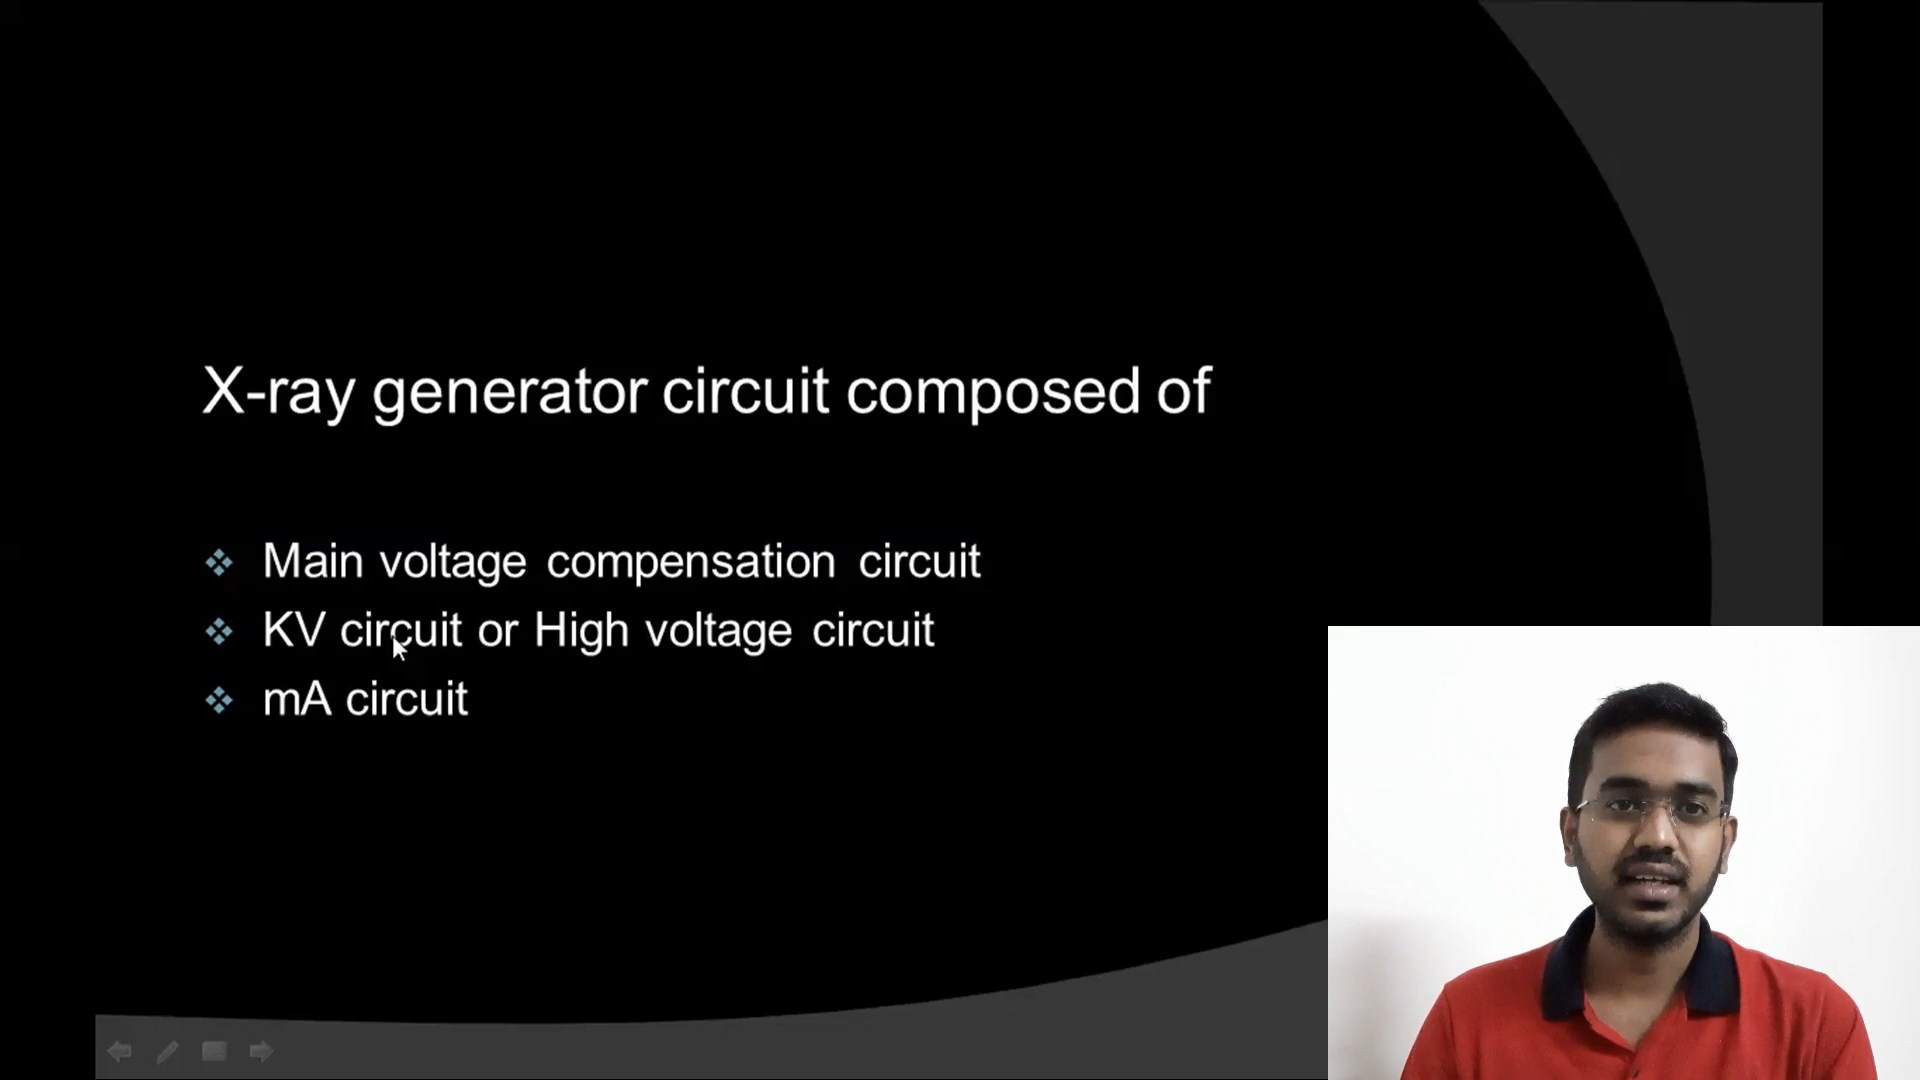 X-ray generator circuit composed of
Main voltage compensation circuit
KV circuit or High voltage circuit
mA circuit